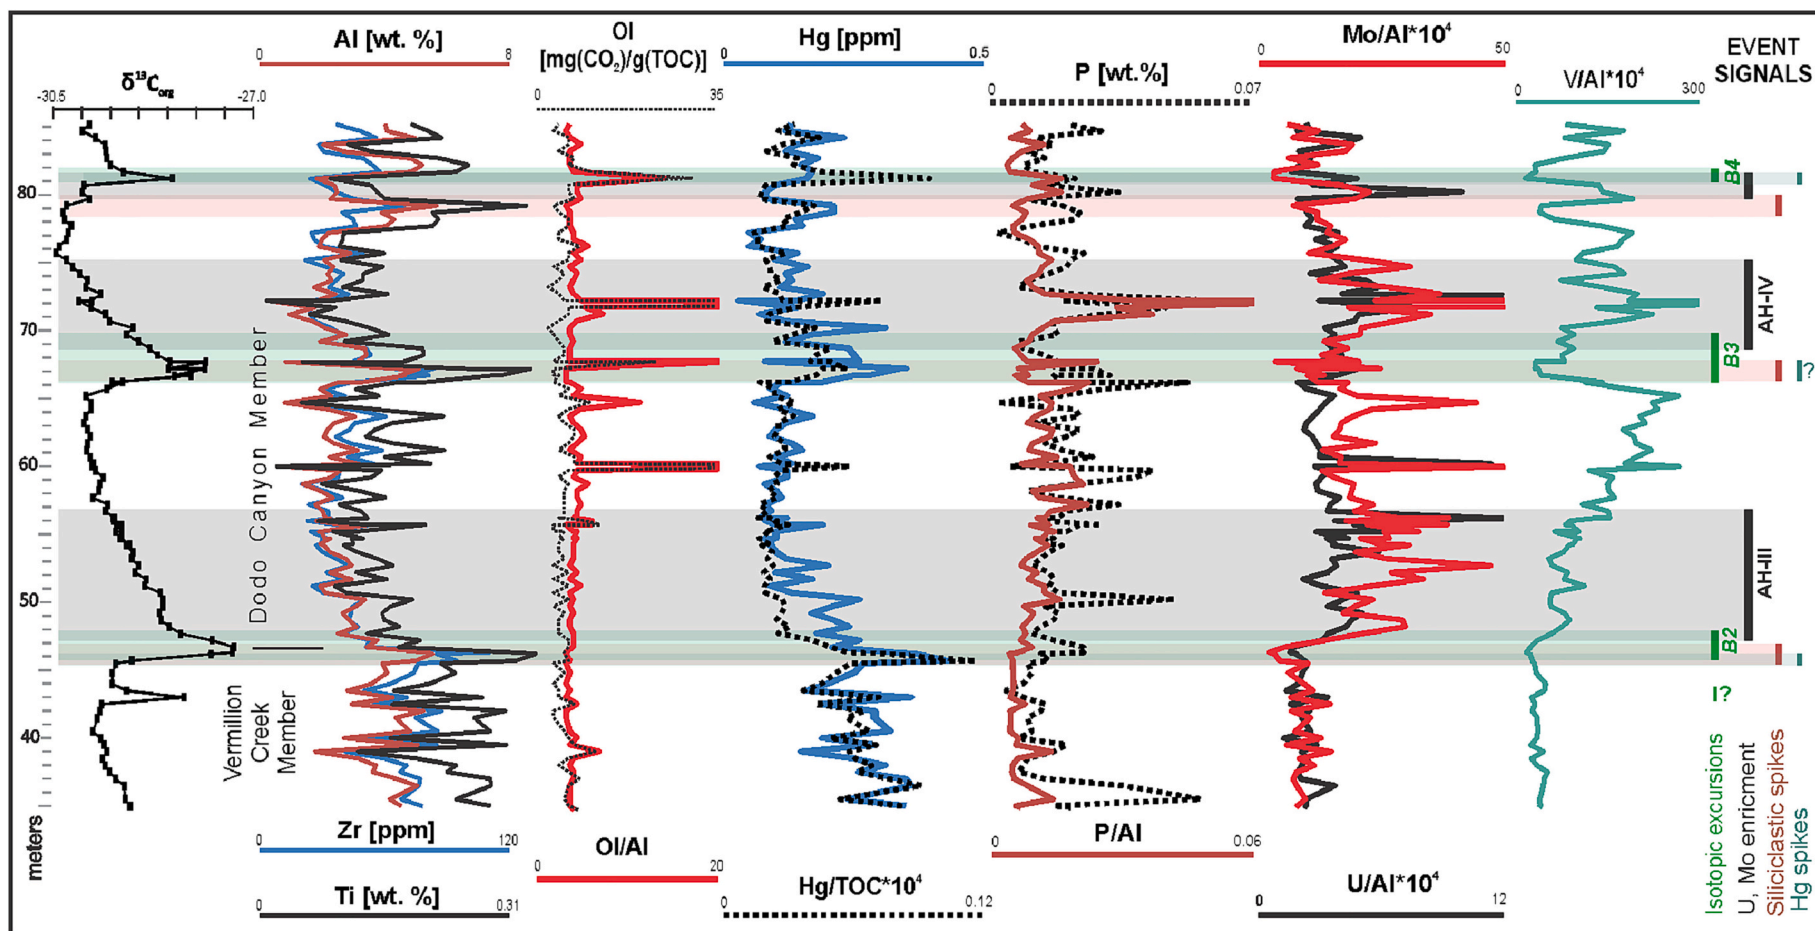 Al [wt. %]
0 8
OI
[mg(CO₂)/g(TOC)]
0 35
Hg [ppm]
0 0.5
P [wt.%]
0 0.07
Mo/Al*10⁴
0 50
V/Al*10⁴
0 300
EVENT
SIGNALS
δ¹³Corg
-30.5 -27.0
80
70
60
50
40
meters
Dodo Canyon Member
Vermillion
Creek
Member
B4
AH-IV
B3
?
AH-II
B2
I?
Zr [ppm]
0 120
Ti [wt. %]
0 0.31
OI/Al
0 20
Hg/TOC*10⁴
0 0.12
P/Al
0 0.06
U/Al*10⁴
0 12
Isotopic excursions
U, Mo enricment
Siliciclastic spikes
Hg spikes